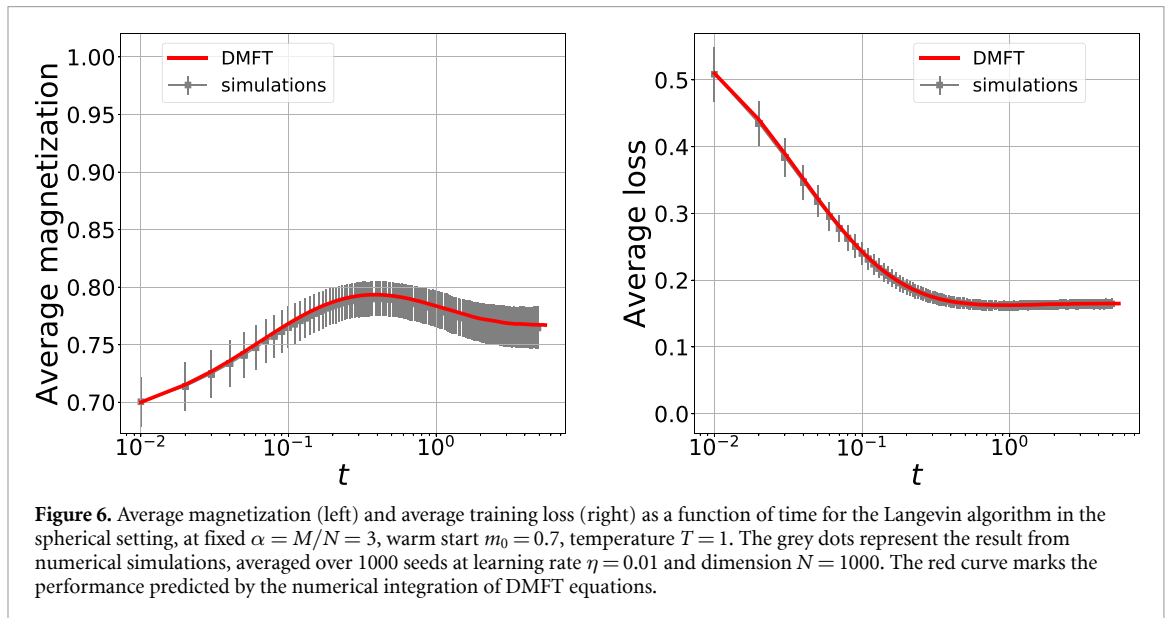 Average magnetization
1.00
0.95
0.90
0.85
0.80
0.75
0.70
DMFT
simulations
10⁻² 10⁻¹ 10⁰
t
Average loss
0.5
0.4
0.3
0.2
0.1
0.0
DMFT
simulations
10⁻² 10⁻¹ 10⁰
t
Figure 6. Average magnetization (left) and average training loss (right) as a function of time for the Langevin algorithm in the
spherical setting, at fixed α = M/N = 3, warm start m₀ = 0.7, temperature T = 1. The grey dots represent the result from
numerical simulations, averaged over 1000 seeds at learning rate η = 0.01 and dimension N = 1000. The red curve marks the
performance predicted by the numerical integration of DMFT equations.